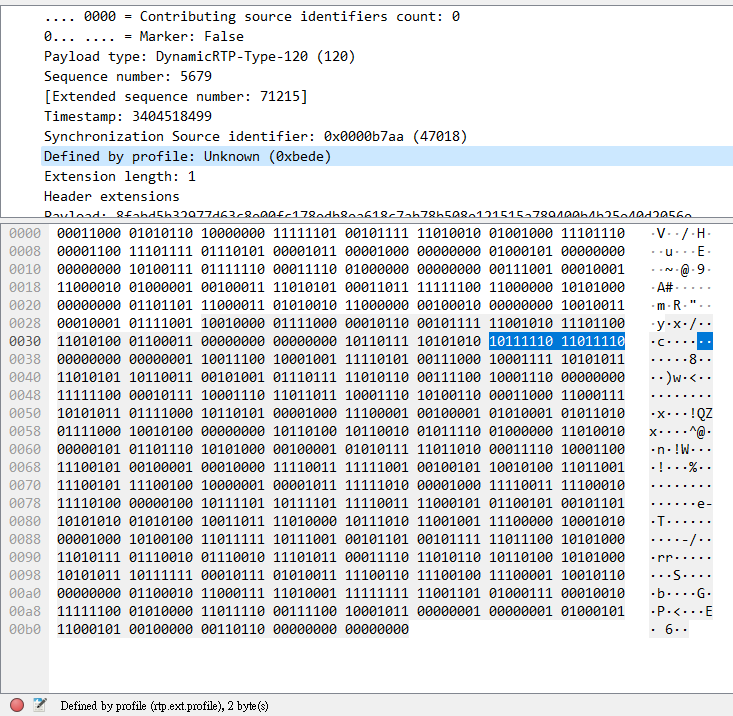 .... 0000 = Contributing source identifiers count: 0
0... .... = Marker: False
Payload type: DynamicRTP-Type-120 (120)
Sequence number: 5679
[Extended sequence number: 71215]
Timestamp: 3404518499
Synchronization Source identifier: 0x0000b7aa (47018)
Defined by profile: Unknown (0xbede)
Extension length: 1
Header extensions
Payload: 8fabd5b32977d63c8e00fc178edb8ea618c7ab78b508e121515a789400b4b25e40d2056e
0000 00011000 01010110 10000000 11111101 00101111 11010010 01001000 11101110 ·V··/·H·
0008 00001100 11101111 01110101 00001011 00001000 00000000 01000101 00000000 ··u···E·
0010 00000000 10100111 01111110 00011110 01000000 00000000 00111001 00010001 ··~·@·9·
0018 11000010 01000001 00100011 11010101 00011011 11111100 11000000 10101000 ·A#·····
0020 00000000 01101101 11000011 01010010 11000000 00100010 00000000 10010011 ·m·R·"··
0028 00010001 01111001 10010000 01111000 00010110 00101111 11001010 11101100 ·y·x·/··
0030 11010100 01100011 00000000 00000000 10110111 10101010 10111110 11011110 ·c······
0038 00000000 00000001 10011100 10001001 11110101 00111000 10001111 10101011 ·····8··
0040 11010101 10110011 00101001 01110111 11010110 00111100 10001110 00000000 ··)w·<··
0048 11111100 00010111 10001110 11011011 10001110 10100110 00011000 11000111 ········
0050 10101011 01111000 10110101 00001000 11100001 00100001 01010001 01011010 ·x···!QZ
0058 01111000 10010100 00000000 10110100 10110010 01011110 01000000 11010010 x····^@·
0060 00000101 01101110 10101000 00100001 01010111 11011010 00011110 10001100 ·n·!W···
0068 11100101 00100001 00010000 11110011 11111001 00100101 10010100 11011001 ·!···%··
0070 11100101 11100100 10000001 00001011 11111010 00001000 11110011 11100010 ········
0078 11110100 00000100 10111101 10111101 11110011 11000101 01100101 00101101 ······e-
0080 10101010 01010100 10010011 11010000 10111010 11001001 11100000 10001010 ·T······
0088 00001000 10100100 11011111 10111001 00101101 00101111 11011100 10101000 ····-/··
0090 11010111 01110010 01110010 11101011 00011110 11010110 10110100 10101000 ·rr·····
0098 10101011 10111111 00010111 01010011 11100110 11100100 11100001 10010110 ···S····
00a0 00000000 01100010 11000111 11010001 11111111 11001101 01000111 00010010 ·b····G·
00a8 11111100 01010000 11011110 00111100 10001011 00000001 00000001 01000101 ·P·<···E
00b0 11000101 00100000 00110110 00000000 00000000 · 6··
Defined by profile (rtp.ext.profile), 2 byte(s)